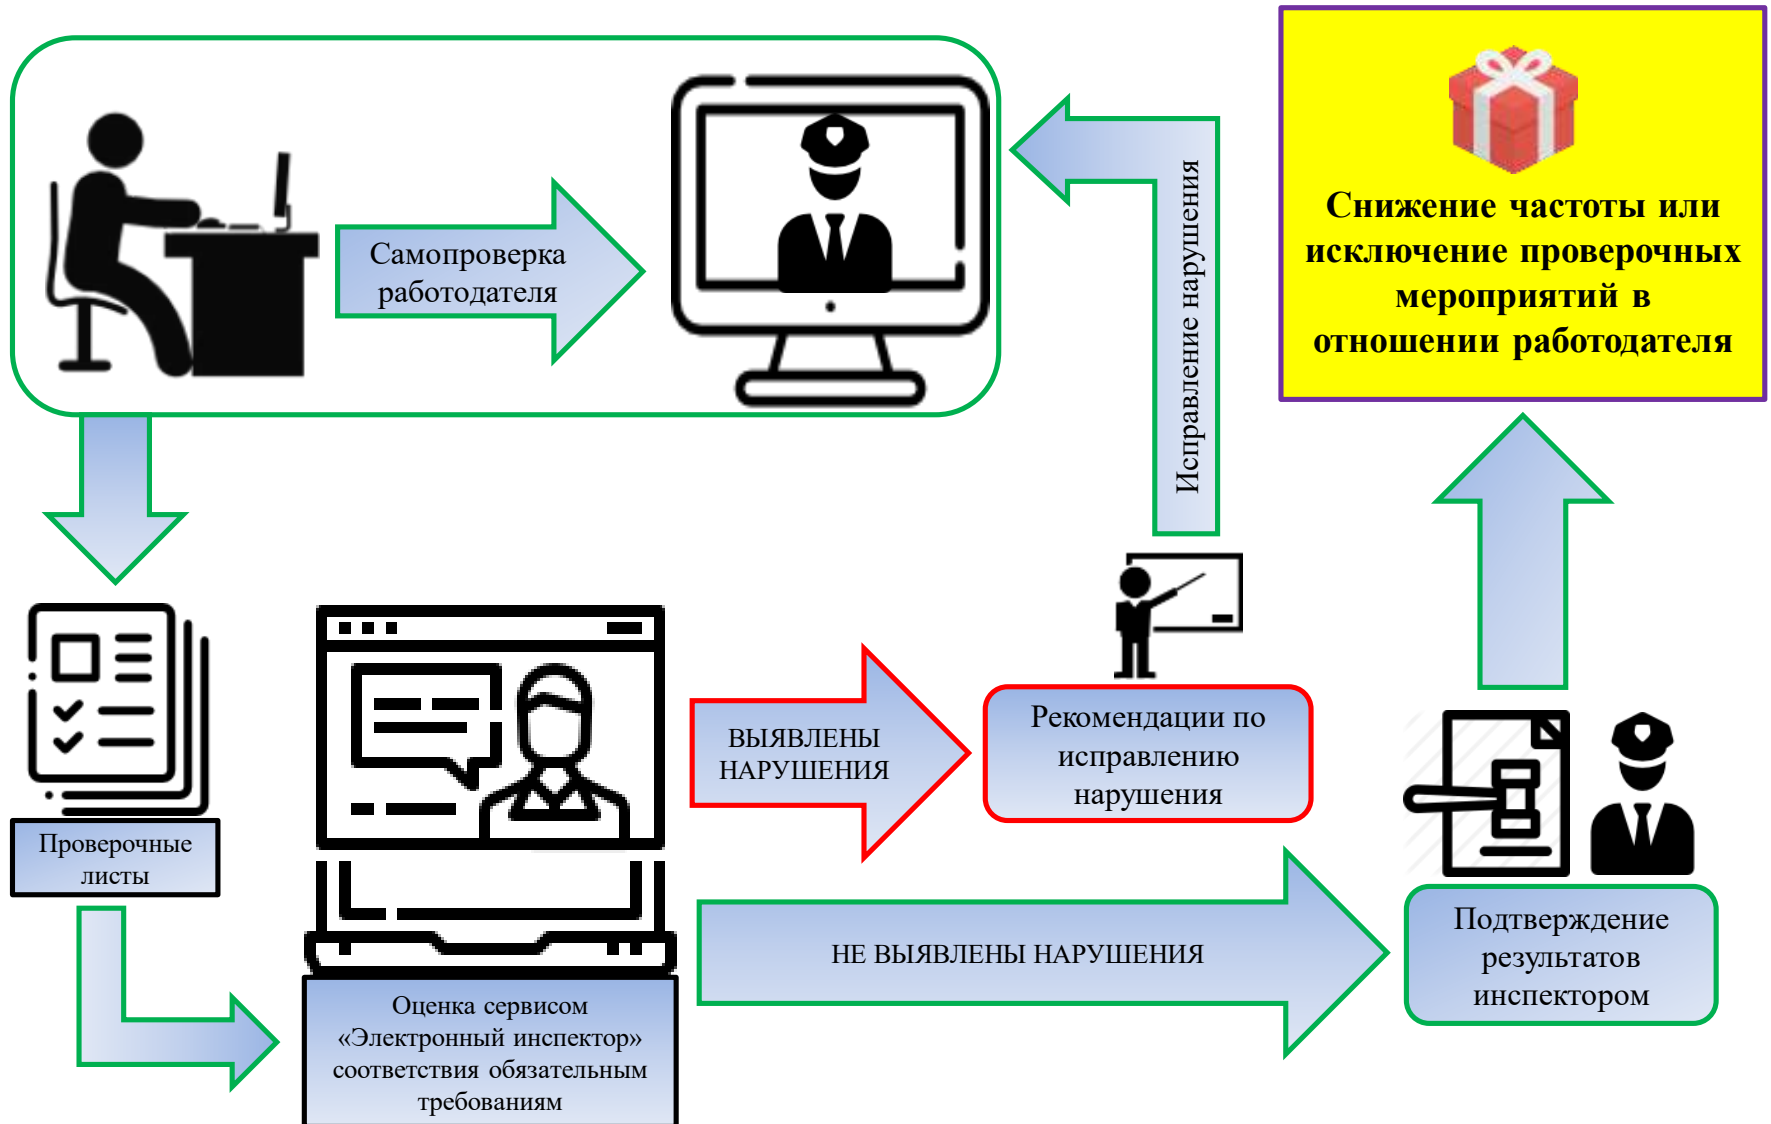 Самопроверка
работодателя
Исправление нарушения
Снижение частоты или
исключение проверочных
мероприятий в
отношении работодателя
Проверочные
листы
Оценка сервисом
«Электронный инспектор»
соответствия обязательным
требованиям
ВЫЯВЛЕНЫ
НАРУШЕНИЯ
Рекомендации по
исправлению
нарушения
НЕ ВЫЯВЛЕНЫ НАРУШЕНИЯ
Подтверждение
результатов
инспектором